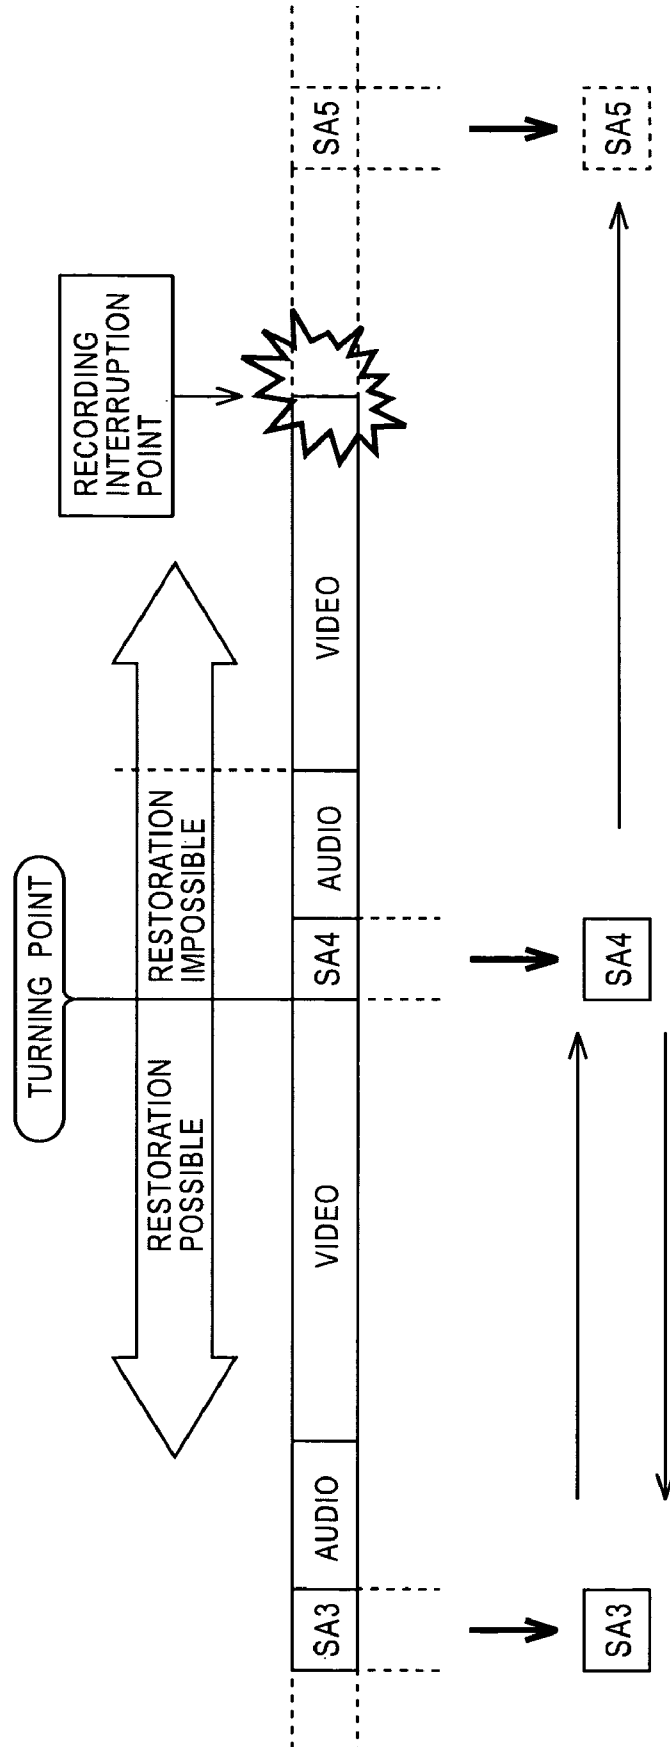 TURNING POINT
RESTORATION
POSSIBLE
RESTORATION
IMPOSSIBLE
RECORDING
INTERRUPTION
POINT
SA3
AUDIO
VIDEO
SA4
AUDIO
VIDEO
SA5
SA3
SA4
SA5